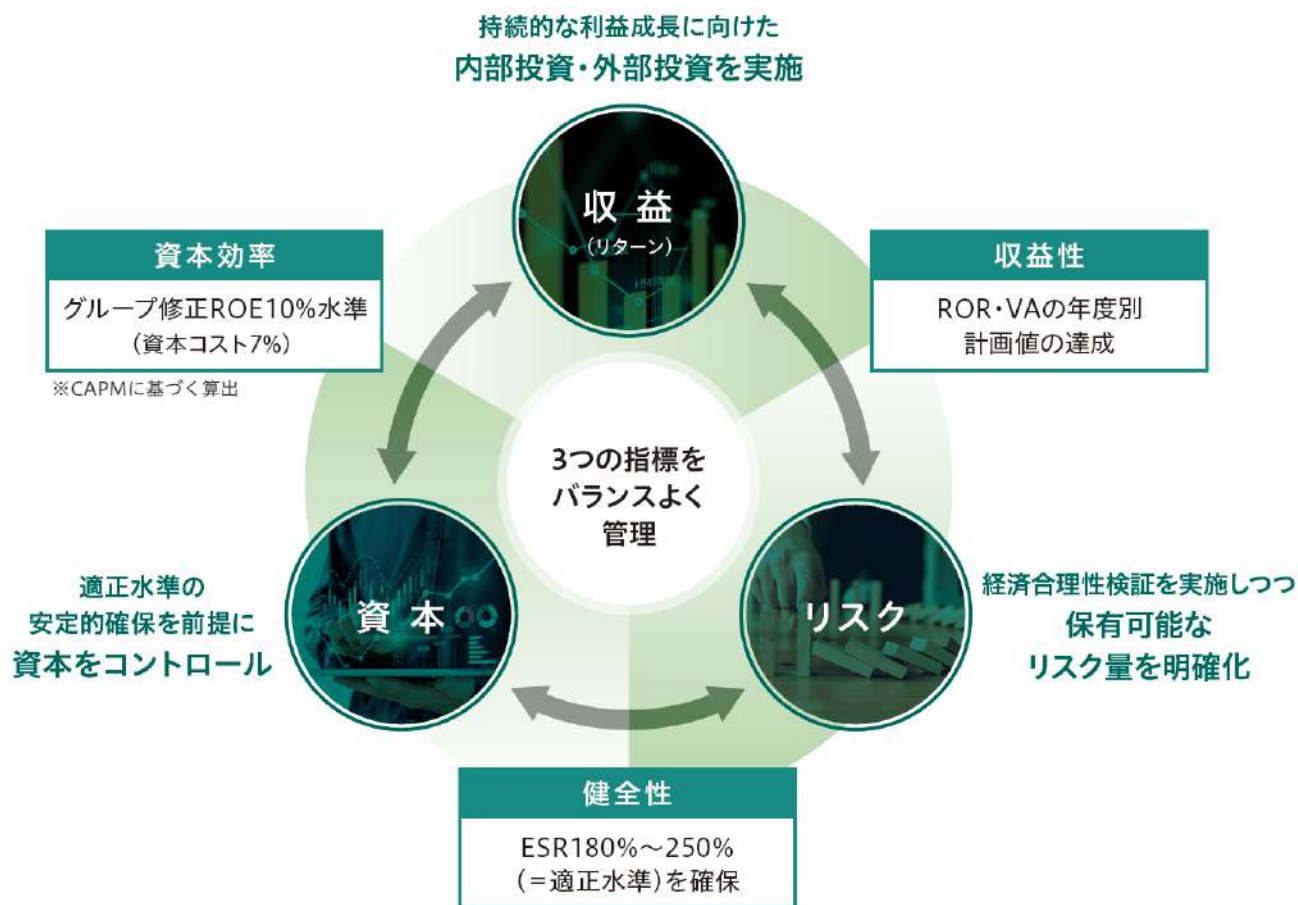 持続的な利益成長に向けた
内部投資・外部投資を実施
収益
(リターン)
資本効率
グループ修正ROE10%水準
(資本コスト7%)
※CAPMに基づく算出
収益性
ROR・VAの年度別
計画値の達成
3つの指標を
バランスよく
管理
適正水準の
安定的確保を前提に
資本をコントロール
資本
リスク
経済合理性検証を実施しつつ
保有可能な
リスク量を明確化
健全性
ESR180%～250%
(=適正水準)を確保